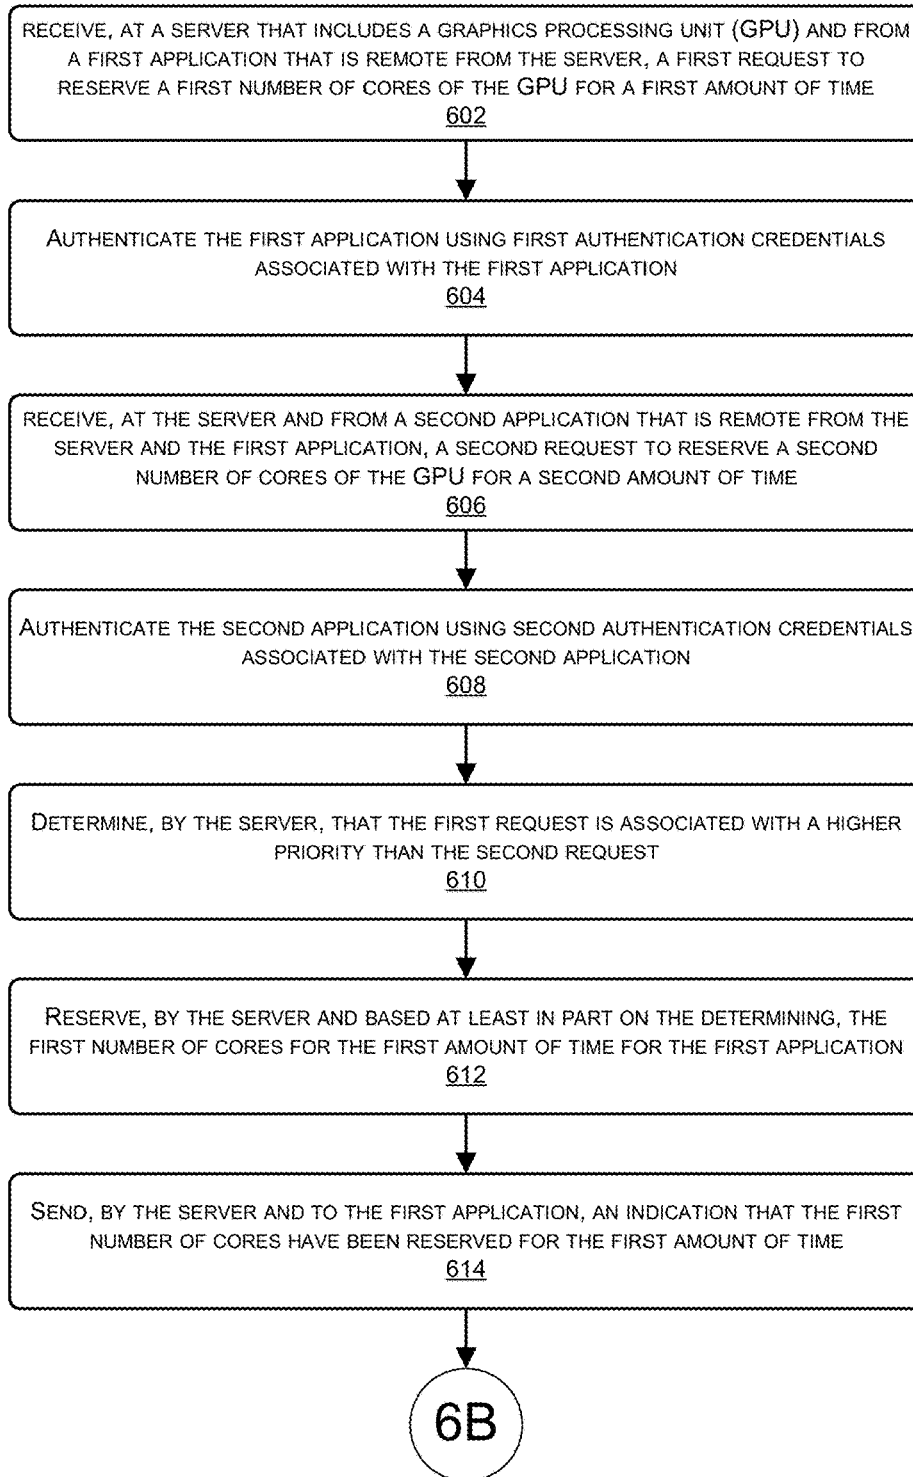 RECEIVE, AT A SERVER THAT INCLUDES A GRAPHICS PROCESSING UNIT (GPU) AND FROM
A FIRST APPLICATION THAT IS REMOTE FROM THE SERVER, A FIRST REQUEST TO
RESERVE A FIRST NUMBER OF CORES OF THE GPU FOR A FIRST AMOUNT OF TIME
602
AUTHENTICATE THE FIRST APPLICATION USING FIRST AUTHENTICATION CREDENTIALS
ASSOCIATED WITH THE FIRST APPLICATION
604
RECEIVE, AT THE SERVER AND FROM A SECOND APPLICATION THAT IS REMOTE FROM THE
SERVER AND THE FIRST APPLICATION, A SECOND REQUEST TO RESERVE A SECOND
NUMBER OF CORES OF THE GPU FOR A SECOND AMOUNT OF TIME
606
AUTHENTICATE THE SECOND APPLICATION USING SECOND AUTHENTICATION CREDENTIALS
ASSOCIATED WITH THE SECOND APPLICATION
608
DETERMINE, BY THE SERVER, THAT THE FIRST REQUEST IS ASSOCIATED WITH A HIGHER
PRIORITY THAN THE SECOND REQUEST
610
RESERVE, BY THE SERVER AND BASED AT LEAST IN PART ON THE DETERMINING, THE
FIRST NUMBER OF CORES FOR THE FIRST AMOUNT OF TIME FOR THE FIRST APPLICATION
612
SEND, BY THE SERVER AND TO THE FIRST APPLICATION, AN INDICATION THAT THE FIRST
NUMBER OF CORES HAVE BEEN RESERVED FOR THE FIRST AMOUNT OF TIME
614
6B